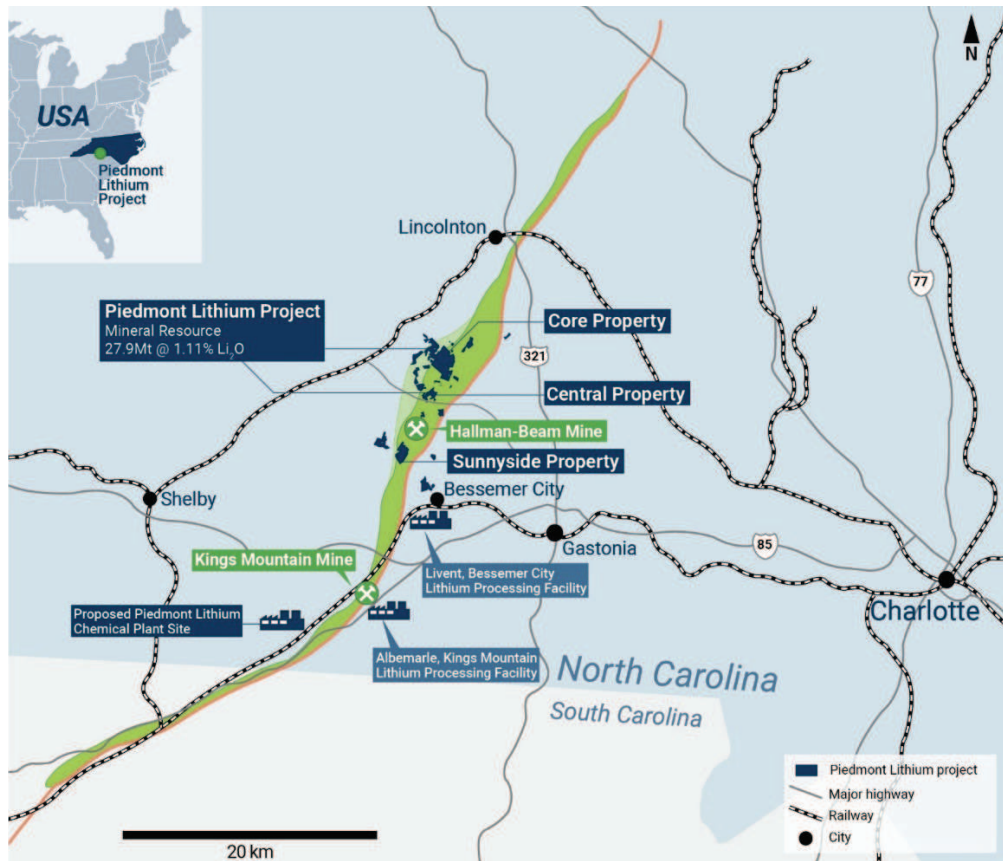 USA
Piedmont
Lithium
Project
N
Lincolnton
77
Piedmont Lithium Project
Mineral Resource
27.9Mt @ 1.11% Li₂O
Core Property
321
Central Property
Hallman-Beam Mine
Sunnyside Property
Shelby
Bessemer City
Gastonia
85
Kings Mountain Mine
Livent, Bessemer City
Lithium Processing Facility
Charlotte
Proposed Piedmont Lithium
Chemical Plant Site
Albemarle, Kings Mountain
Lithium Processing Facility
North Carolina
South Carolina
Piedmont Lithium project
Major highway
Railway
City
20 km